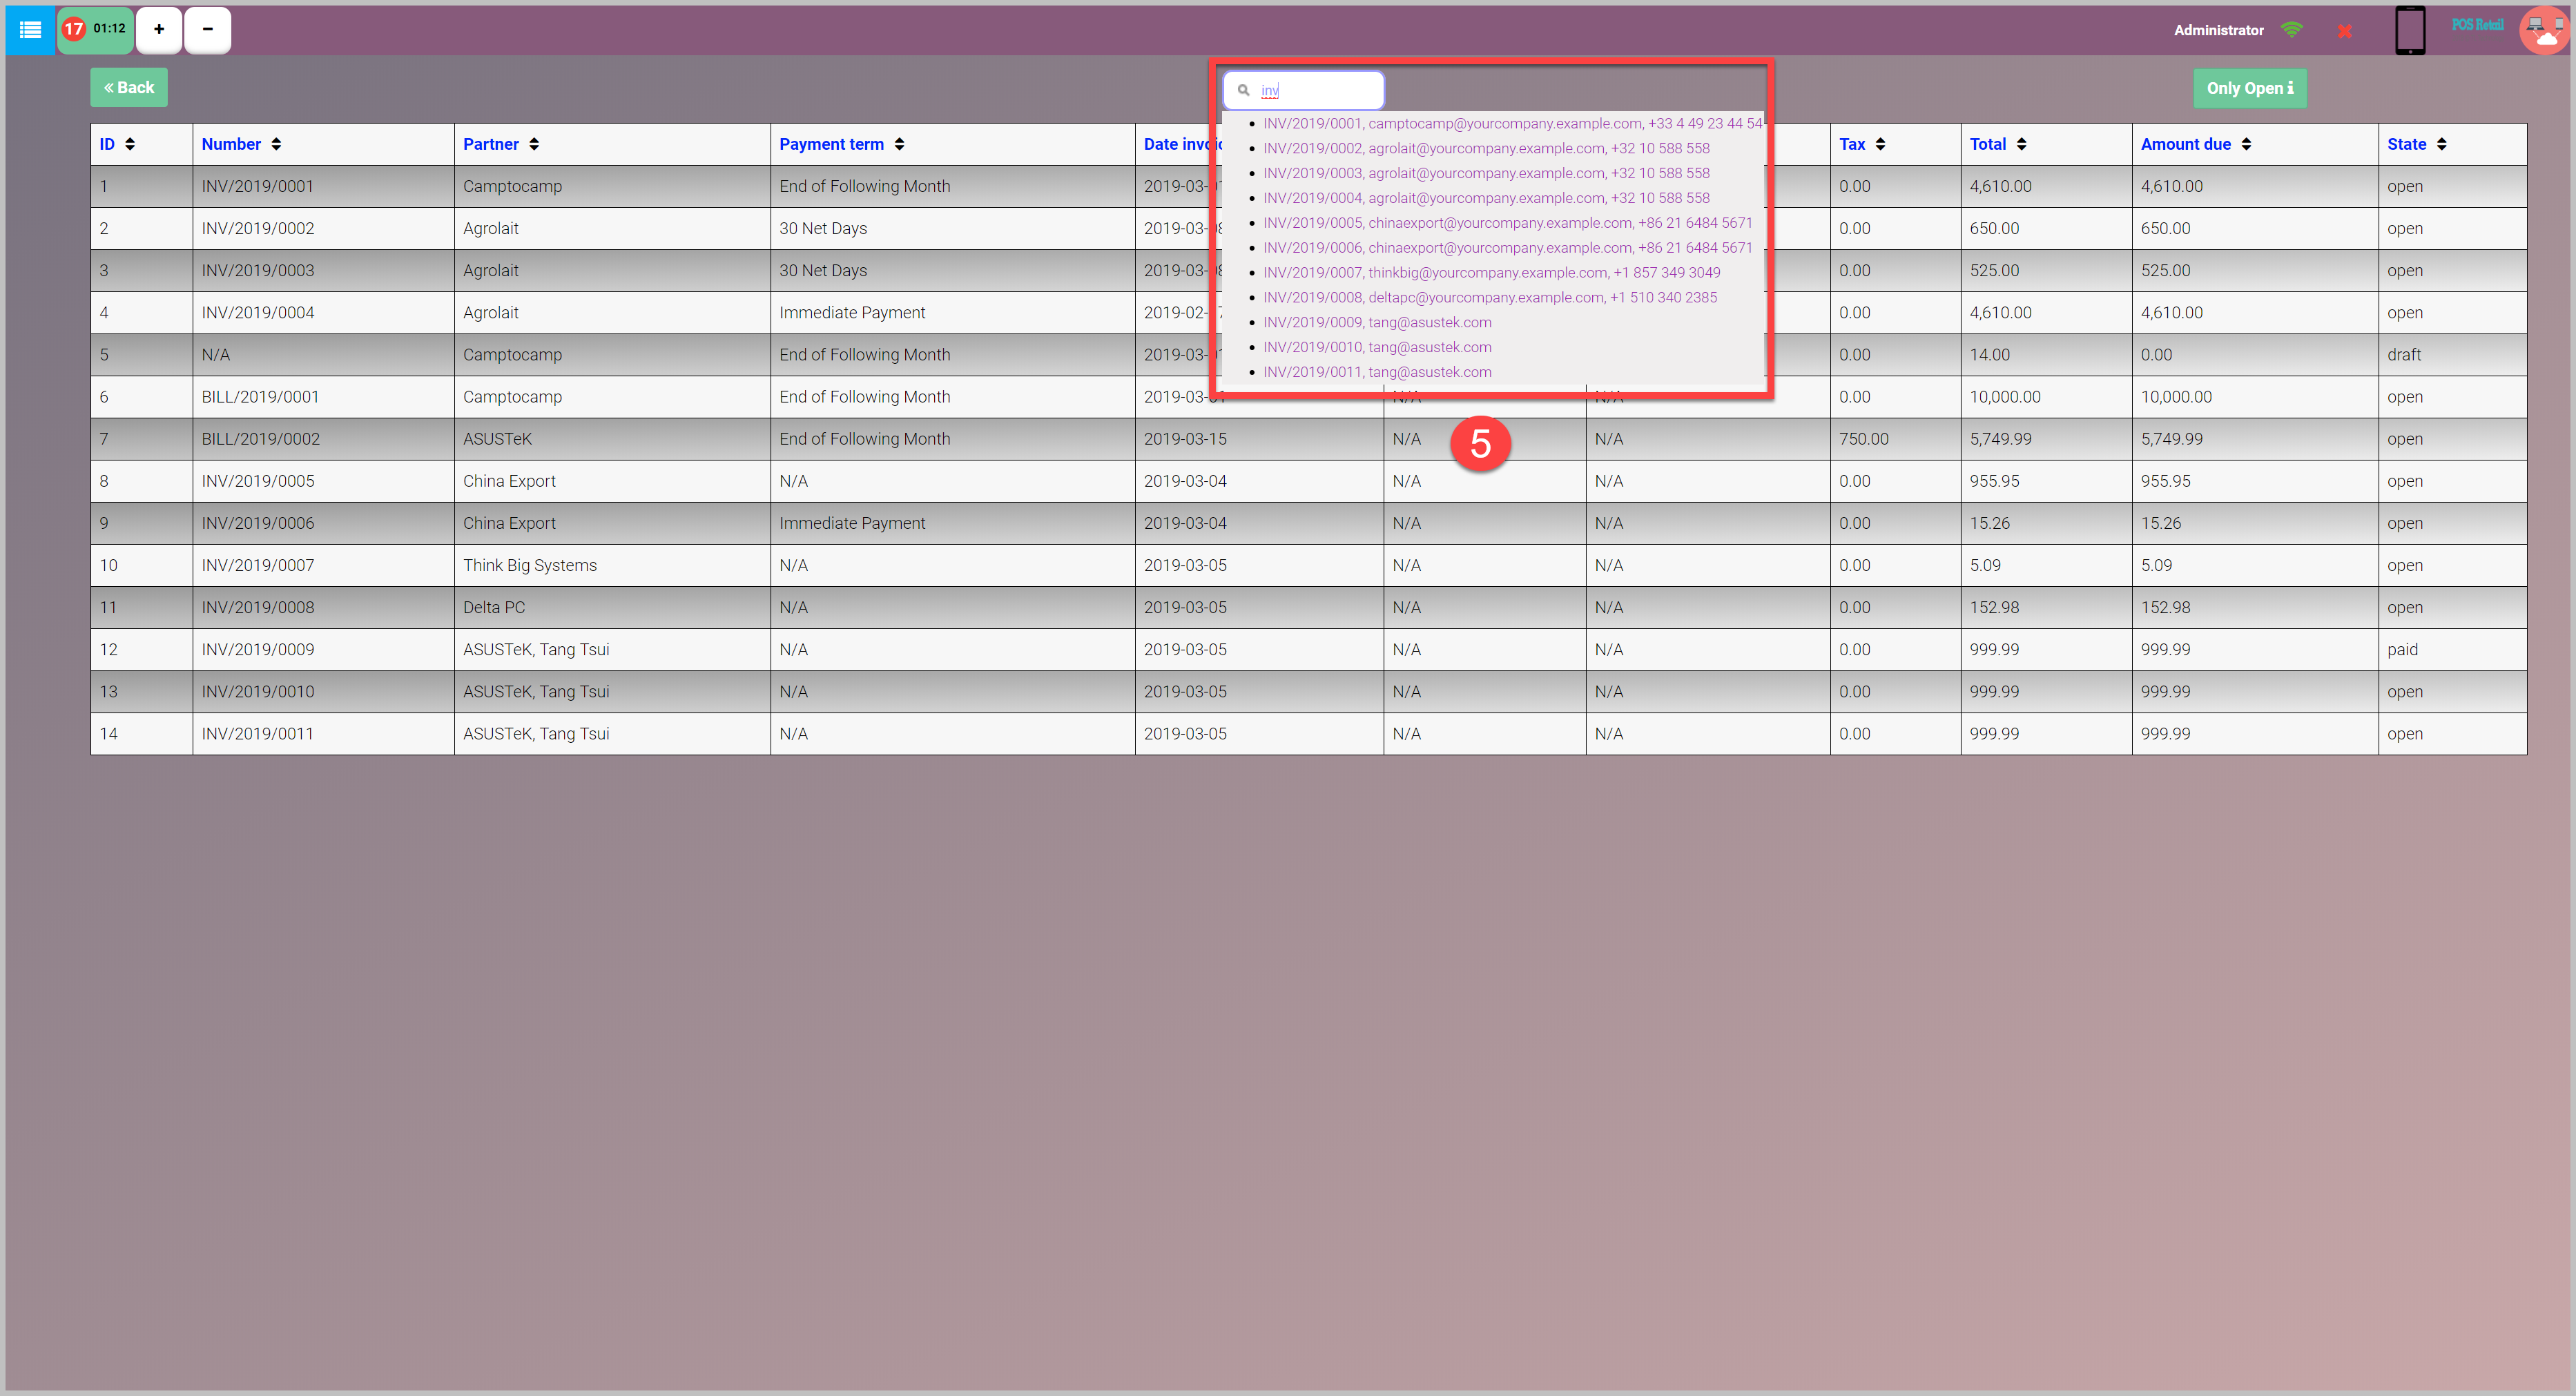 17 01:12 + - Administrator POS Retail
Back inv Only Open
INV/2019/0001, camptocamp@yourcompany.example.com, +33 4 49 23 44 54
INV/2019/0002, agrolait@yourcompany.example.com, +32 10 588 558
INV/2019/0003, agrolait@yourcompany.example.com, +32 10 588 558
INV/2019/0004, agrolait@yourcompany.example.com, +32 10 588 558
INV/2019/0005, chinaexport@yourcompany.example.com, +86 21 6484 5671
INV/2019/0006, chinaexport@yourcompany.example.com, +86 21 6484 5671
INV/2019/0007, thinkbig@yourcompany.example.com, +1 857 349 3049
INV/2019/0008, deltapc@yourcompany.example.com, +1 510 340 2385
INV/2019/0009, tang@asustek.com
INV/2019/0010, tang@asustek.com
INV/2019/0011, tang@asustek.com
ID Number Partner Payment term Date Tax Total Amount due State
1 INV/2019/0001 Camptocamp End of Following Month 2019-03- 0.00 4,610.00 4,610.00 open
2 INV/2019/0002 Agrolait 30 Net Days 2019-03- 0.00 650.00 650.00 open
3 INV/2019/0003 Agrolait 30 Net Days 2019-03- 0.00 525.00 525.00 open
4 INV/2019/0004 Agrolait Immediate Payment 2019-02- 0.00 4,610.00 4,610.00 open
5 N/A Camptocamp End of Following Month 2019-03- 0.00 14.00 0.00 draft
6 BILL/2019/0001 Camptocamp End of Following Month 2019-03- N/A N/A 0.00 10,000.00 10,000.00 open
7 BILL/2019/0002 ASUSTeK End of Following Month 2019-03-15 N/A 5 N/A 750.00 5,749.99 5,749.99 open
8 INV/2019/0005 China Export N/A 2019-03-04 N/A N/A 0.00 955.95 955.95 open
9 INV/2019/0006 China Export Immediate Payment 2019-03-04 N/A N/A 0.00 15.26 15.26 open
10 INV/2019/0007 Think Big Systems N/A 2019-03-05 N/A N/A 0.00 5.09 5.09 open
11 INV/2019/0008 Delta PC N/A 2019-03-05 N/A N/A 0.00 152.98 152.98 open
12 INV/2019/0009 ASUSTeK, Tang Tsui N/A 2019-03-05 N/A N/A 0.00 999.99 999.99 paid
13 INV/2019/0010 ASUSTeK, Tang Tsui N/A 2019-03-05 N/A N/A 0.00 999.99 999.99 open
14 INV/2019/0011 ASUSTeK, Tang Tsui N/A 2019-03-05 N/A N/A 0.00 999.99 999.99 open